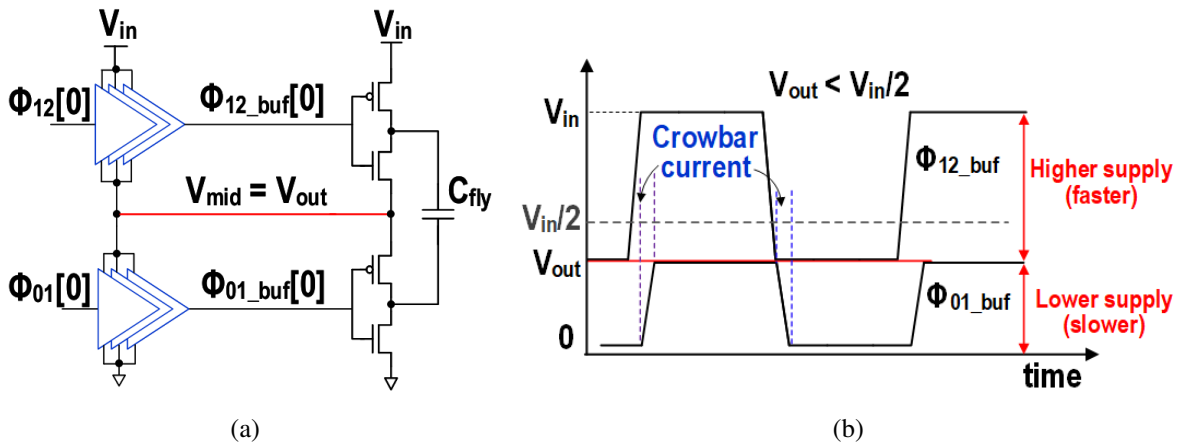 Vin
Vin
Φ12[0]
Φ12_buf[0]
Vmid = Vout
Cfly
Φ01[0]
Φ01_buf[0]
(a)
Vout < Vin/2
Vin
Crowbar
current
Φ12_buf
Higher supply
(faster)
Vin/2
Vout
Φ01_buf
Lower supply
(slower)
0
time
(b)